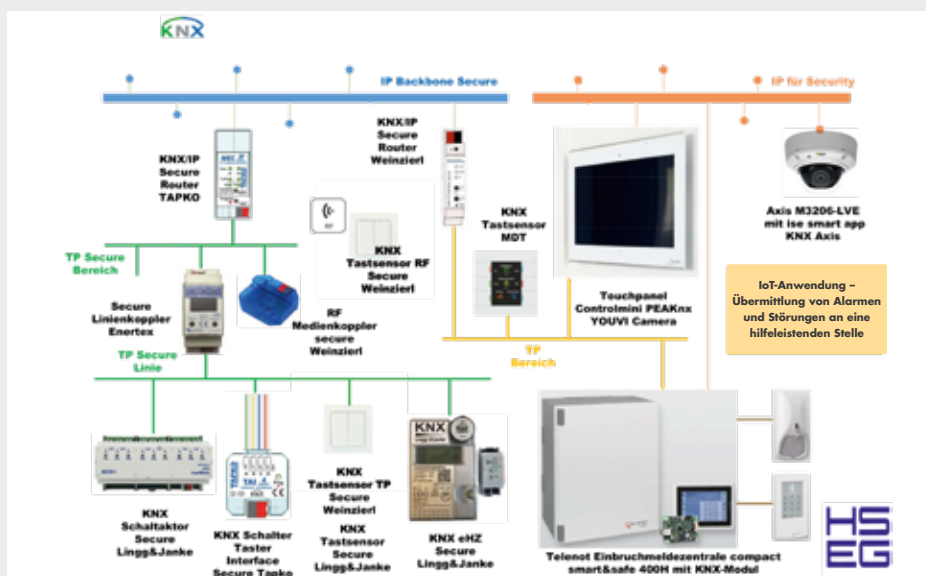 KNX
IP Backbone Secure
IP für Security
KNX/IP
Secure
Router
TAPKO
KNX/IP
Secure
Router
Weinzierl
RF
KNX
Tastsensor RF
Secure
Weinzierl
KNX
Tastsensor
MDT
Axis M3206-LVE
mit ise smart app
KNX Axis
TP Secure
Bereich
Secure
Linienkoppler
Enertex
RF
Medienkoppler
secure
Weinzierl
Touchpanel
Controlmini PEAKnx
YOUVI Camera
IoT-Anwendung –
Übermittlung von Alarmen
und Störungen an eine
hilfeleistenden Stelle
TP Secure
Linie
TP
Bereich
TAPKO
KNX
KNX
Schaltaktor
Secure
Lingg&Janke
KNX Schalter
Taster
Interface
Secure Tapko
KNX
Tastsensor TP
Secure
Weinzierl
KNX
Tastsensor
Secure
Lingg&Janke
KNX eHZ
Secure
Lingg&Janke
Telenot Einbruchmeldezentrale compact
smart&safe 400H mit KNX-Modul
HS
EG